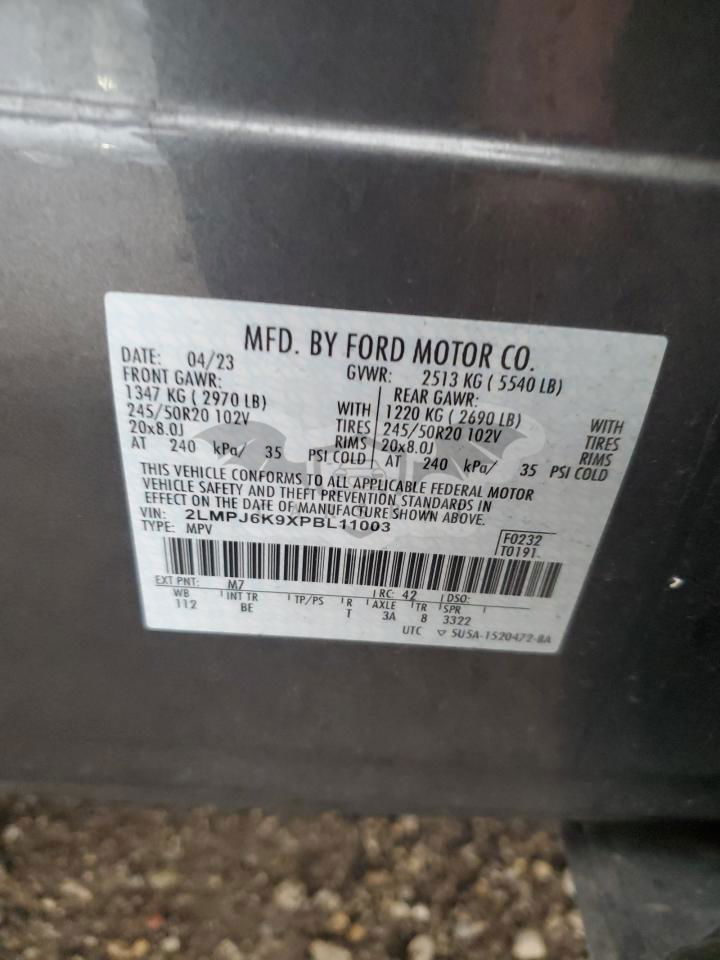 MFD. BY FORD MOTOR CO.
DATE: 04/23 GVWR: 2513 KG ( 5540 LB)
FRONT GAWR: REAR GAWR:
1347 KG ( 2970 LB) WITH 1220 KG ( 2690 LB) WITH
245/50R20 102V TIRES 245/50R20 102V TIRES
20x8.0J RIMS 20x8.0J RIMS
AT 240 kPa/ 35 PSI COLD AT 240 kPa/ 35 PSI COLD
THIS VEHICLE CONFORMS TO ALL APPLICABLE FEDERAL MOTOR
VEHICLE SAFETY AND THEFT PREVENTION STANDARDS IN
EFFECT ON THE DATE OF MANUFACTURE SHOWN ABOVE.
VIN: 2LMPJ6K9XPBL11003
TYPE: MPV
F0232
T0191
EXT PNT: M7 RC: 42 DSO:
WB INT TR TP/PS R AXLE TR SPR
112 BE T 3A 8 3322
UTC ▽ 5U5A-1520472-BA